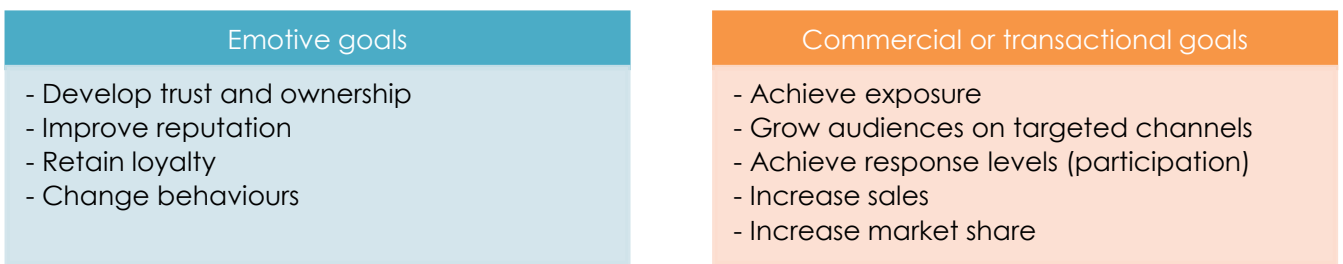 Emotive goals
- Develop trust and ownership
- Improve reputation
- Retain loyalty
- Change behaviours
Commercial or transactional goals
- Achieve exposure
- Grow audiences on targeted channels
- Achieve response levels (participation)
- Increase sales
- Increase market share